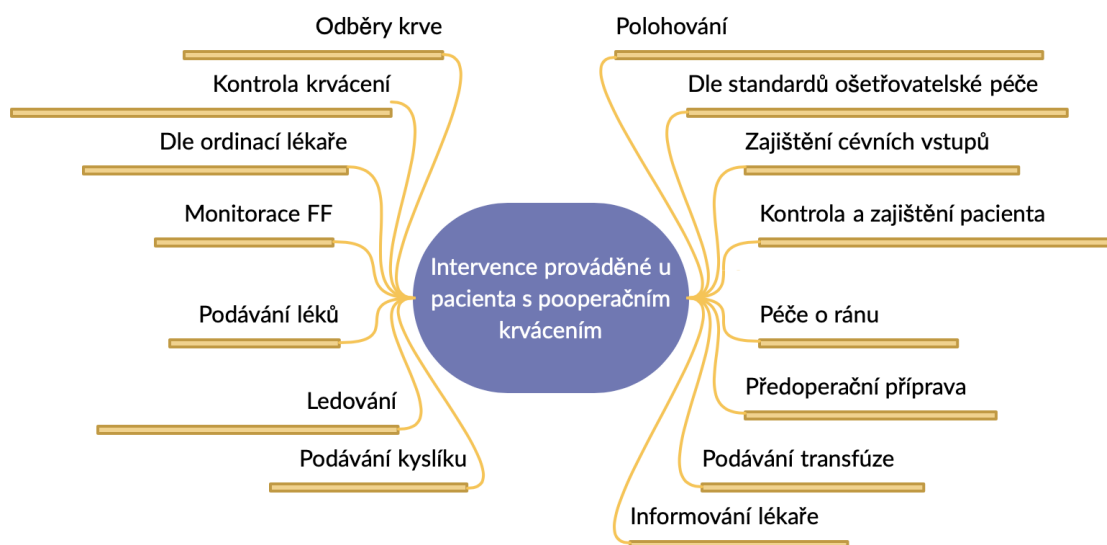 Odběry krve
Kontrola krvácení
Dle ordinací lékaře
Monitorace FF
Podávání léků
Ledování
Podávání kyslíku
Intervence prováděné u
pacienta s pooperačním
krvácením
Polohování
Dle standardů ošetřovatelské péče
Zajištění cévních vstupů
Kontrola a zajištění pacienta
Péče o ránu
Předoperační příprava
Podávání transfúze
Informování lékaře